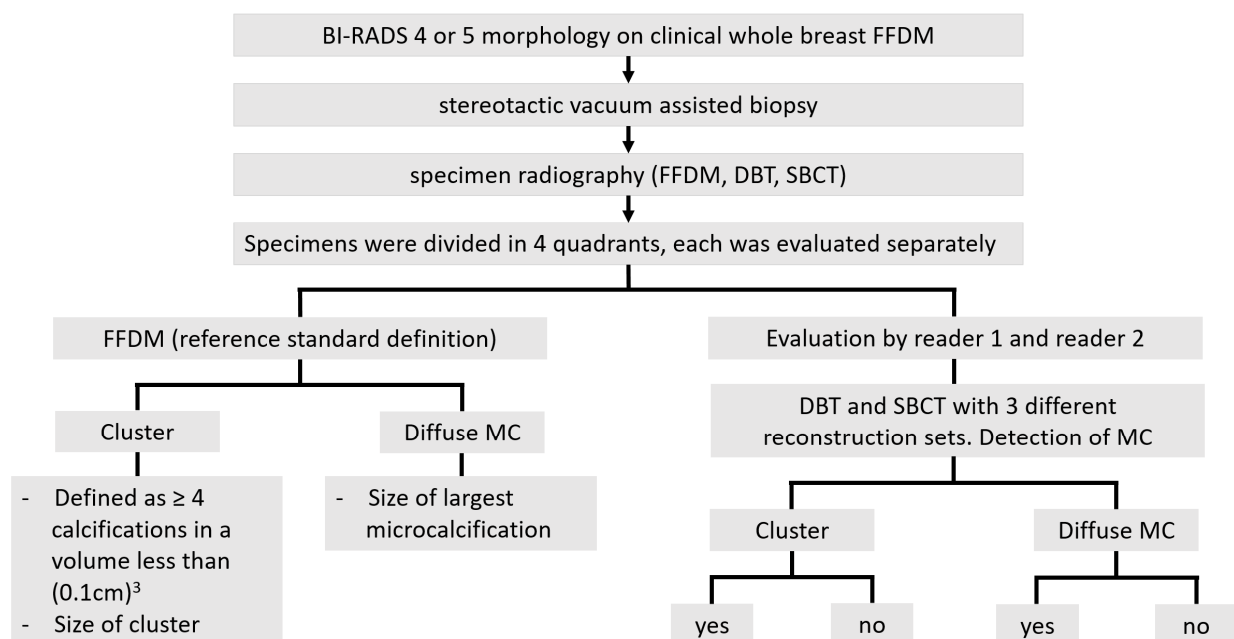 BI-RADS 4 or 5 morphology on clinical whole breast FFDM
stereotactic vacuum assisted biopsy
specimen radiography (FFDM, DBT, SBCT)
Specimens were divided in 4 quadrants, each was evaluated separately
FFDM (reference standard definition)
Cluster
Diffuse MC
- Defined as ≥ 4
calcifications in a
volume less than
(0.1cm)³
- Size of cluster
- Size of largest
microcalcification
Evaluation by reader 1 and reader 2
DBT and SBCT with 3 different
reconstruction sets. Detection of MC
Cluster
Diffuse MC
yes
no
yes
no